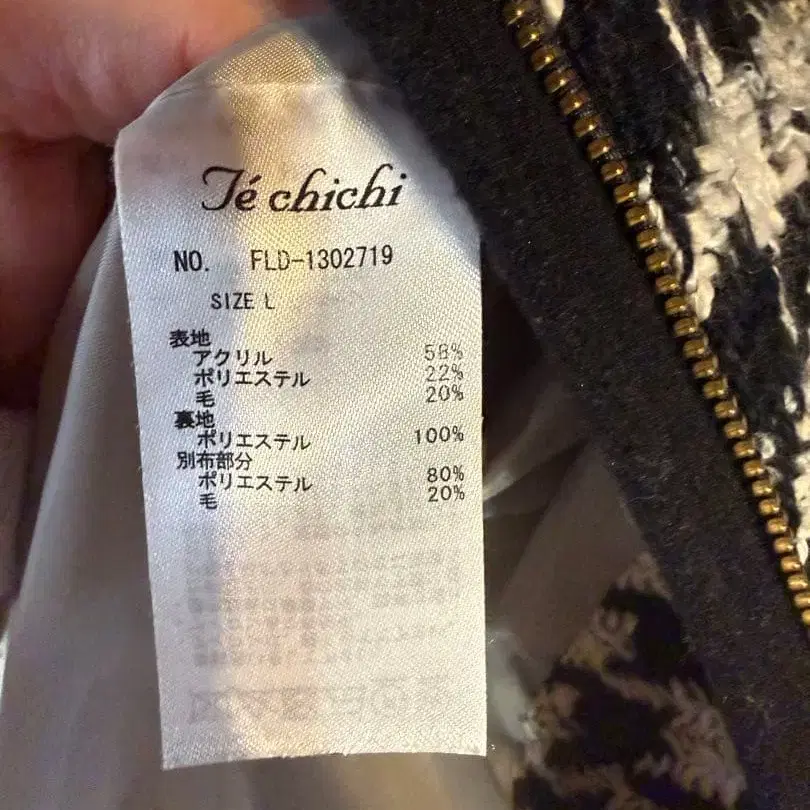 Té chichi
NO. FLD-1302719
SIZE L
表地
アクリル 58%
ポリエステル 22%
毛 20%
裏地
ポリエステル 100%
別布部分
ポリエステル 80%
毛 20%